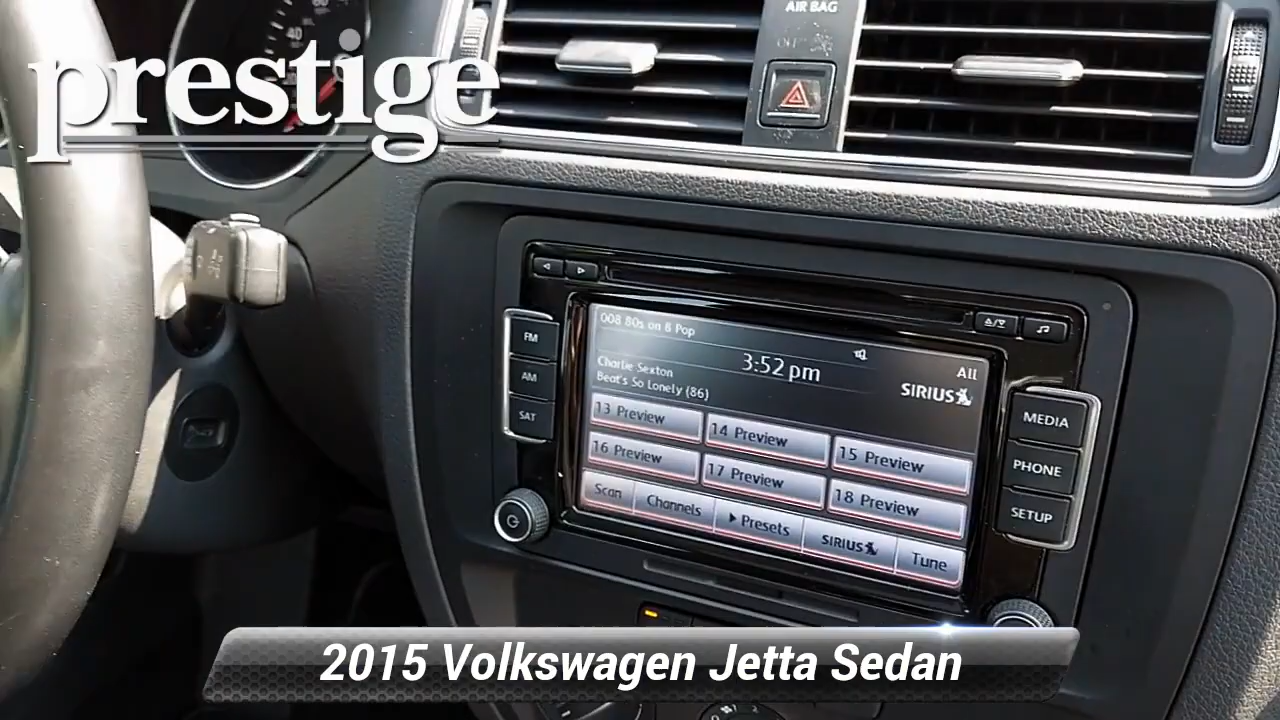 prestige
40
AIR BAG
OFF
FM
AM
SAT
008 80s on 8 Pop
3:52 pm
All
Charlie Sexton
Beat's So Lonely (86)
SIRIUS
13 Preview
14 Preview
15 Preview
16 Preview
17 Preview
18 Preview
Scan
Channels
Presets
SIRIUS
Tune
MEDIA
PHONE
SETUP
2015 Volkswagen Jetta Sedan